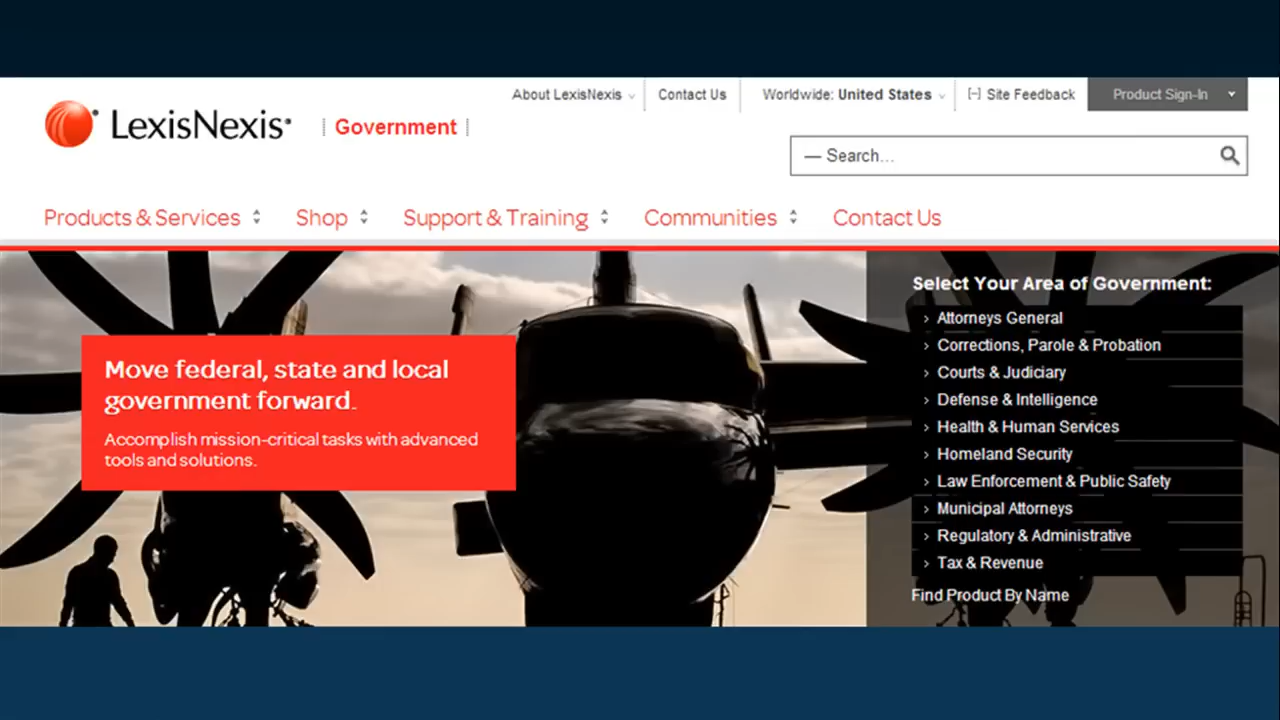 About LexisNexis
Contact Us
Worldwide: United States
[−] Site Feedback
Product Sign-In
LexisNexis®
Government
— Search...
Products & Services
Shop
Support & Training
Communities
Contact Us
Move federal, state and local
government forward.
Accomplish mission-critical tasks with advanced
tools and solutions.
Select Your Area of Government:
› Attorneys General
› Corrections, Parole & Probation
› Courts & Judiciary
› Defense & Intelligence
› Health & Human Services
› Homeland Security
› Law Enforcement & Public Safety
› Municipal Attorneys
› Regulatory & Administrative
› Tax & Revenue
Find Product By Name